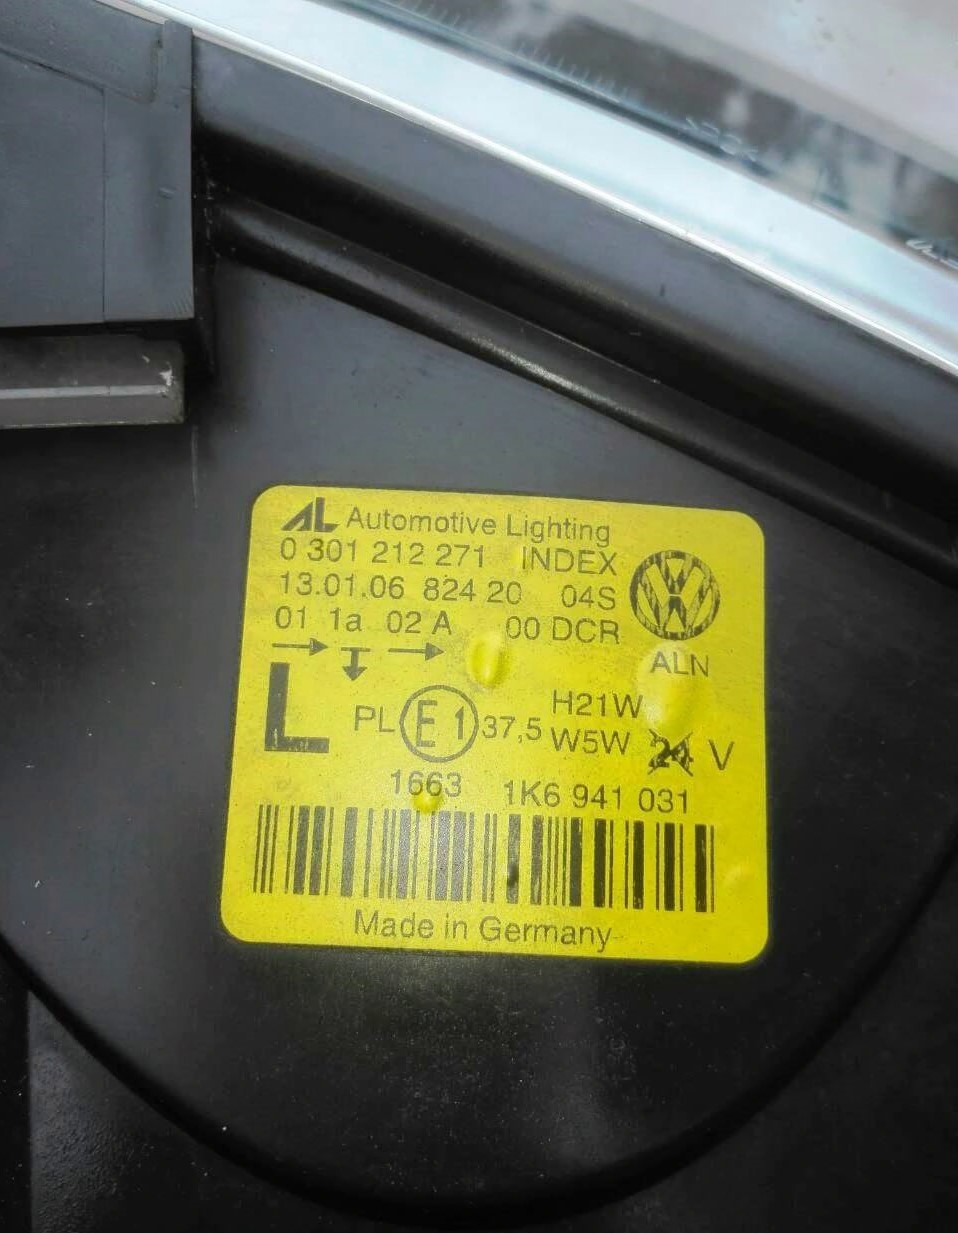 AL Automotive Lighting
0 301 212 271 INDEX
13.01.06 824 20 04S
01 1a 02 A 00 DCR
ALN
L PL E1 37,5 H21W
W5W 24 V
1663 1K6 941 031
Made in Germany